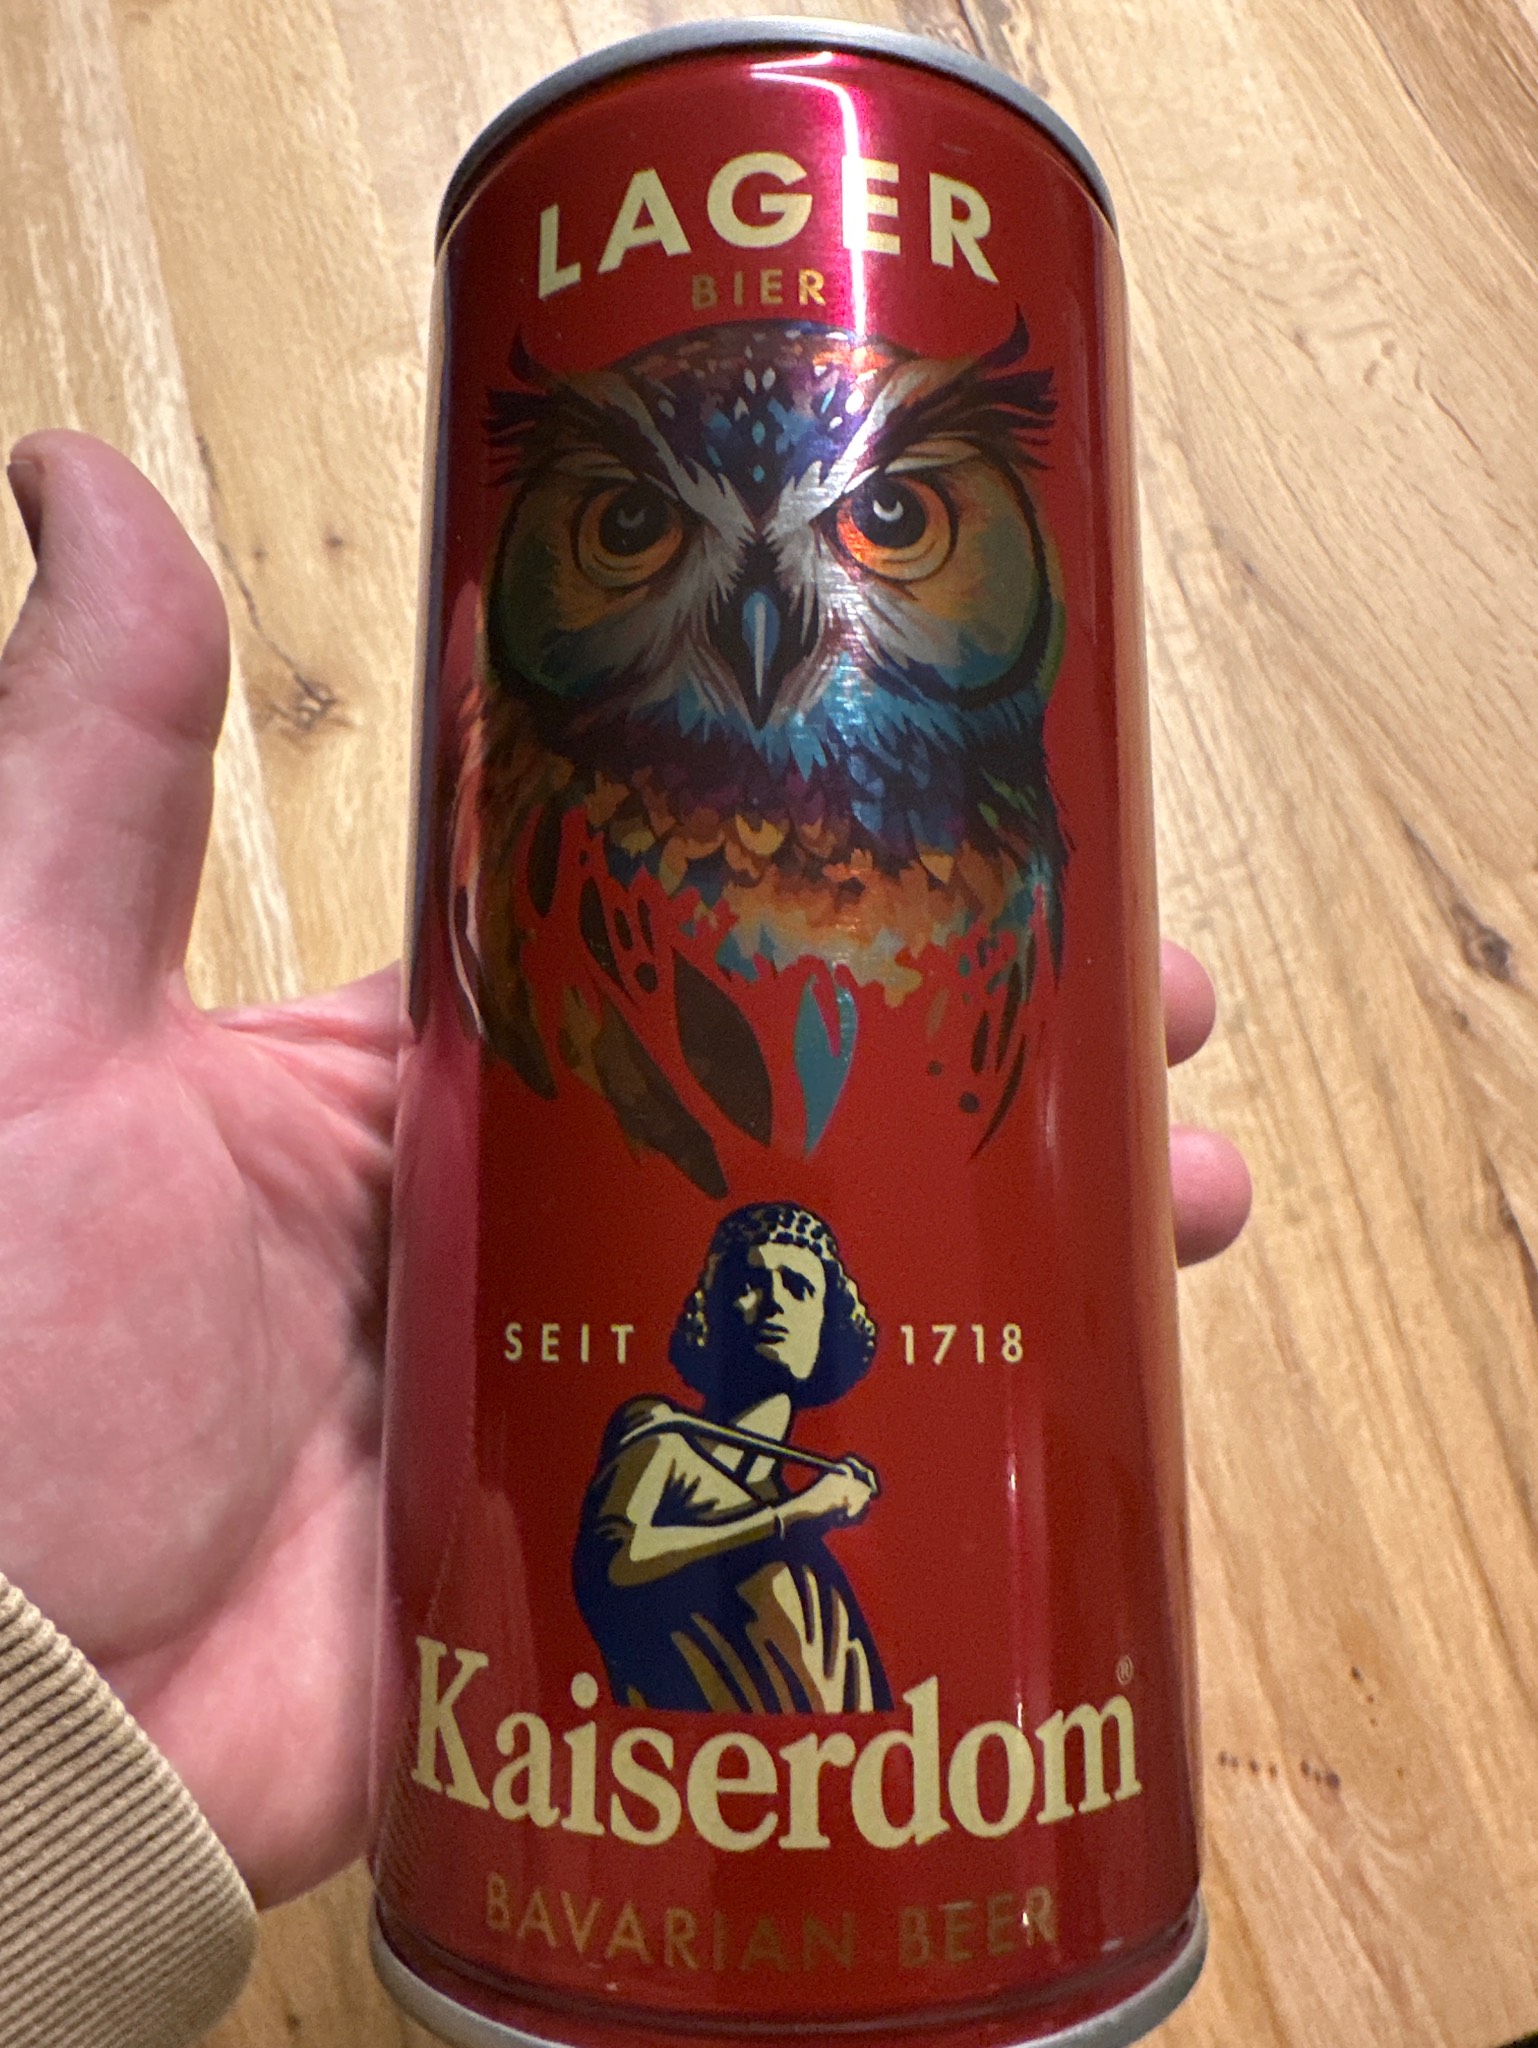 LAGER
BIER
SEIT 1718
Kaiserdom®
BAVARIAN BEER